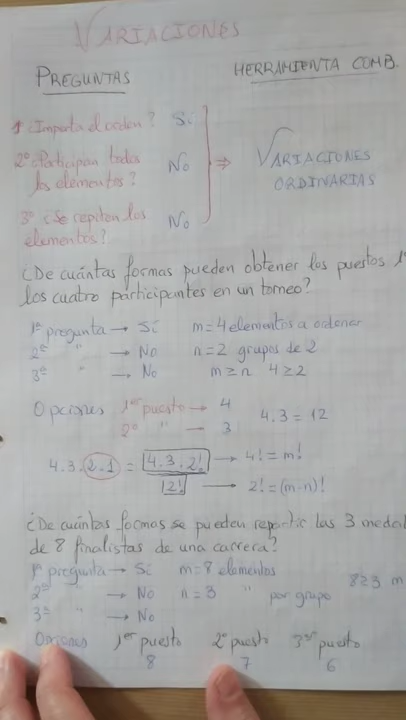 VARIACIONES
PREGUNTAS HERRAMIENTA COMB.
1º ¿Importa el orden? Sí
2º ¿Participan todos los elementos? No
3º ¿Se repiten los elementos? No
⇒ VARIACIONES ORDINARIAS
¿De cuántas formas pueden obtener los puestos 1º
los cuatro participantes en un torneo?
1ª pregunta → Sí m=4 elementos a ordenar
2ª " → No n=2 grupos de 2
3ª " → No m≥n 4≥2
Opciones 1er puesto → 4
2º " → 3 4.3=12
4.3.2.1 = 4.3.2! → 4! = m!
2! → 2! = (m-n)!
¿De cuántas formas se pueden repartir las 3
de 8 finalistas de una carrera?
1ª pregunta → Sí m=8 elementos
2ª " → No n=3 " por grupo 8≥3 m
3ª " → No
Opciones 1er puesto 2º puesto 3er puesto
8 7 6